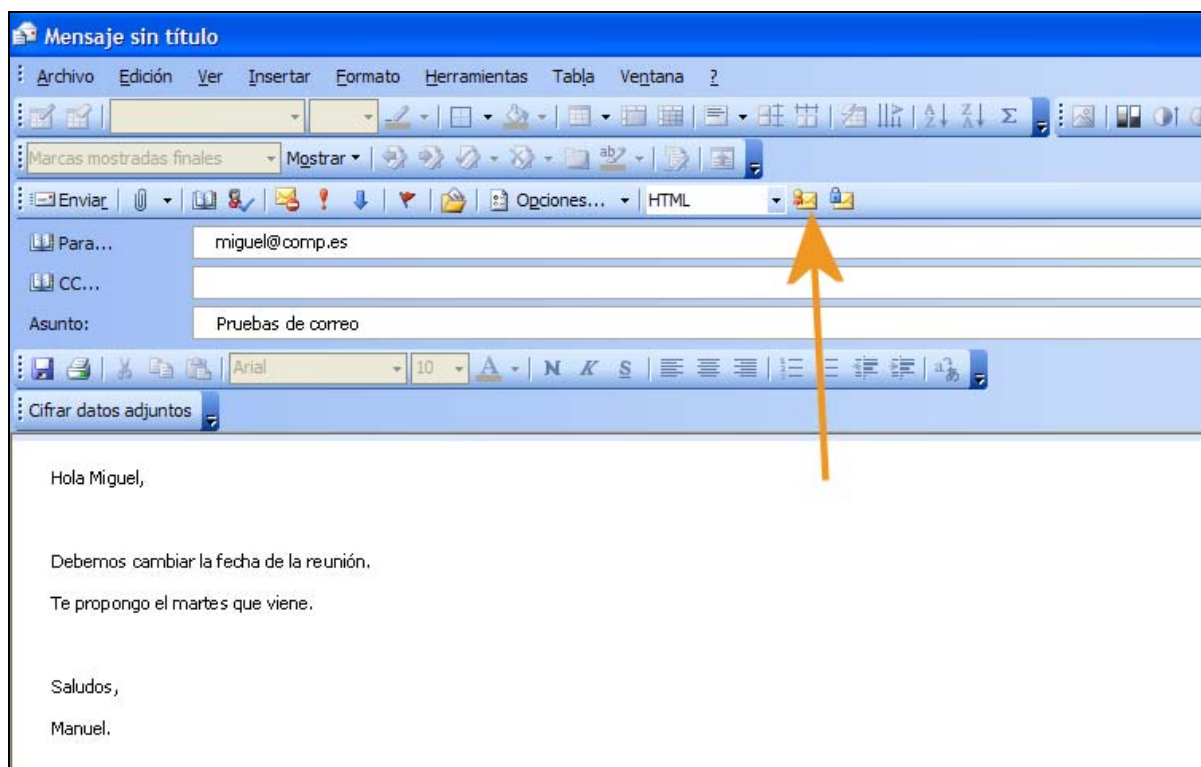 Mensaje sin título
Archivo Edición Ver Insertar Formato Herramientas Tabla Ventana ?
Marcas mostradas finales Mostrar
Enviar Opciones... HTML
Para... miguel@comp.es
CC...
Asunto: Pruebas de correo
Arial 10 A N K S
Cifrar datos adjuntos
Hola Miguel,
Debemos cambiar la fecha de la reunión.
Te propongo el martes que viene.
Saludos,
Manuel.